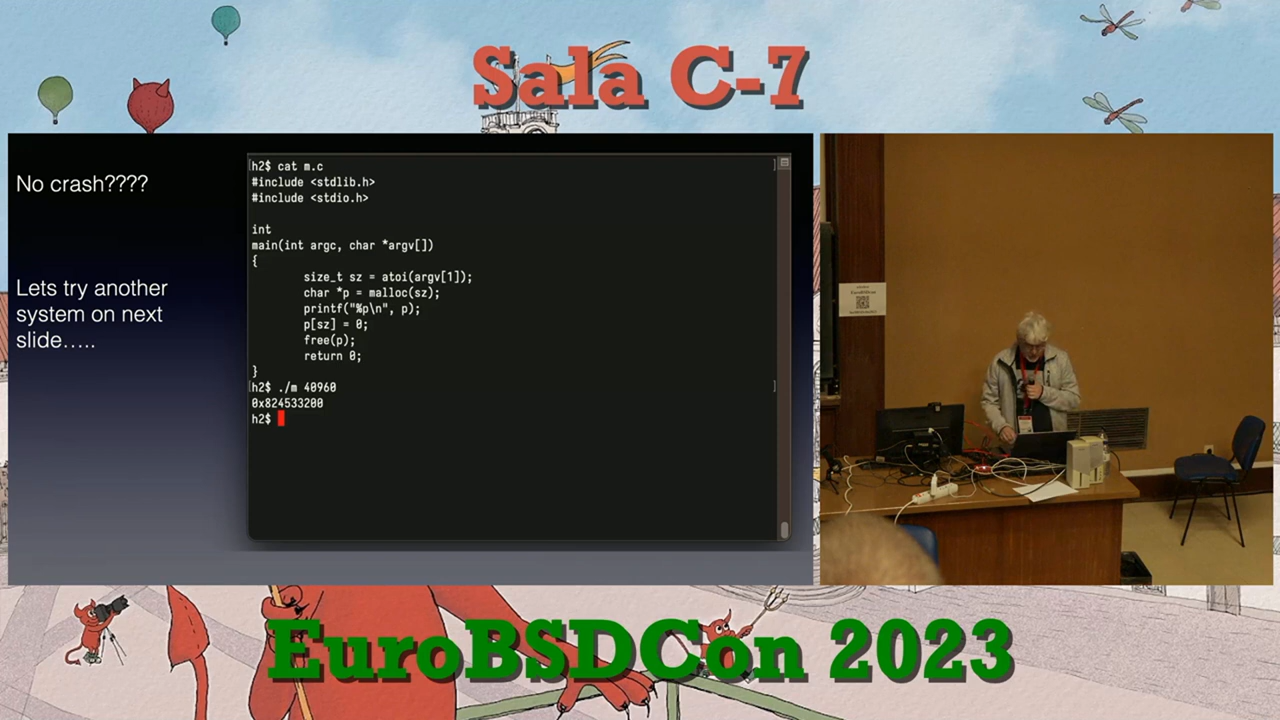 Sala C-7
No crash????
Lets try another
system on next
slide.....
h2$ cat m.c
#include <stdlib.h>
#include <stdio.h>
int
main(int argc, char *argv[])
{
size_t sz = atoi(argv[1]);
char *p = malloc(sz);
printf("%p\n", p);
p[sz] = 0;
free(p);
return 0;
}
h2$ ./m 40960
0x824533200
h2$
EuroBSDCon 2023